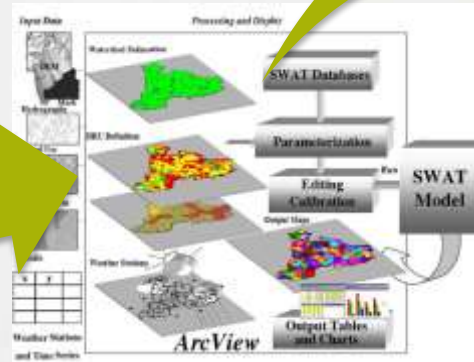 Input Data
Processing and Display
Watershed Delineation
DEM
Mask
SWAT Databases
HRU Definition
Parameterization
Editing
Calibration
Run
SWAT
Model
Output Maps
Weather Stations
X Y
Output Tables
and Charts
ArcView
Weather Stations
and Time Series